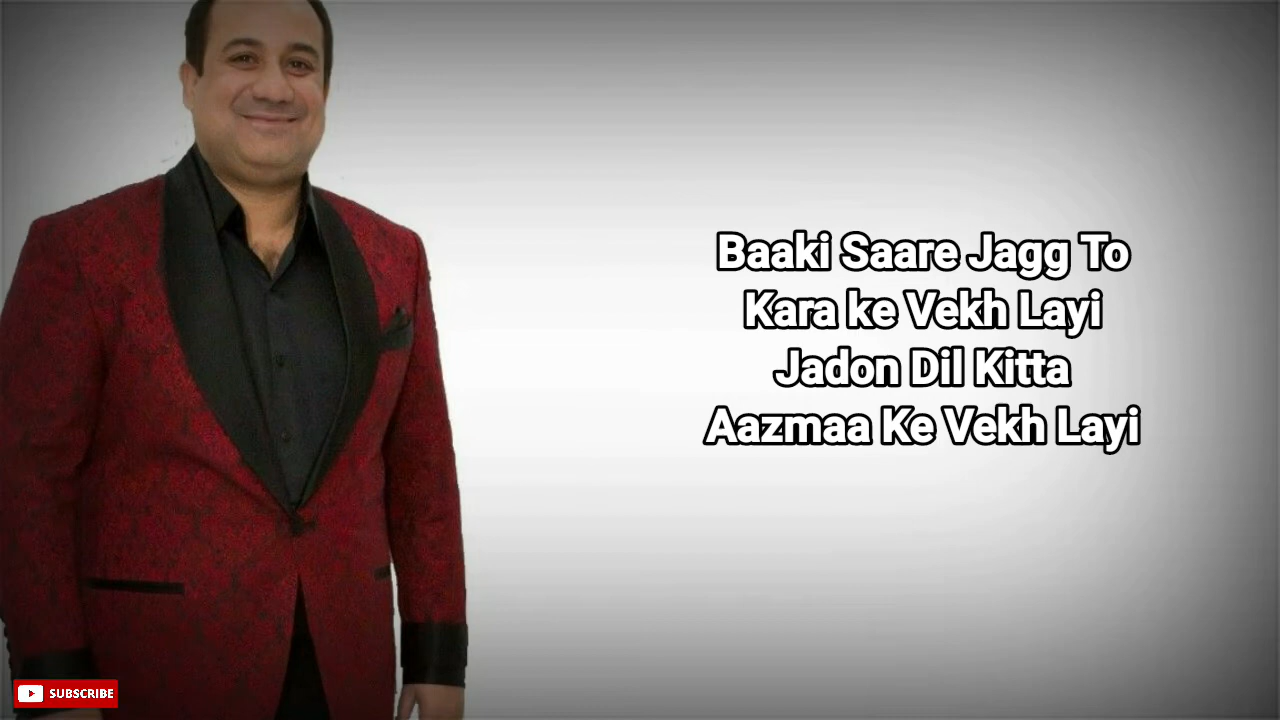 Baaki Saare Jagg To
Kara ke Vekh Layi
Jadon Dil Kitta
Aazmaa Ke Vekh Layi
SUBSCRIBE